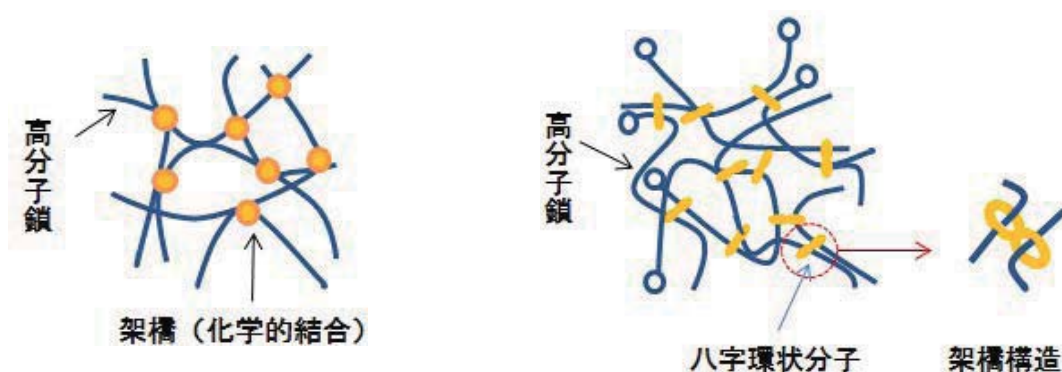 高分子鎖
架橋（化学的結合）
高分子鎖
八字環状分子
架橋構造